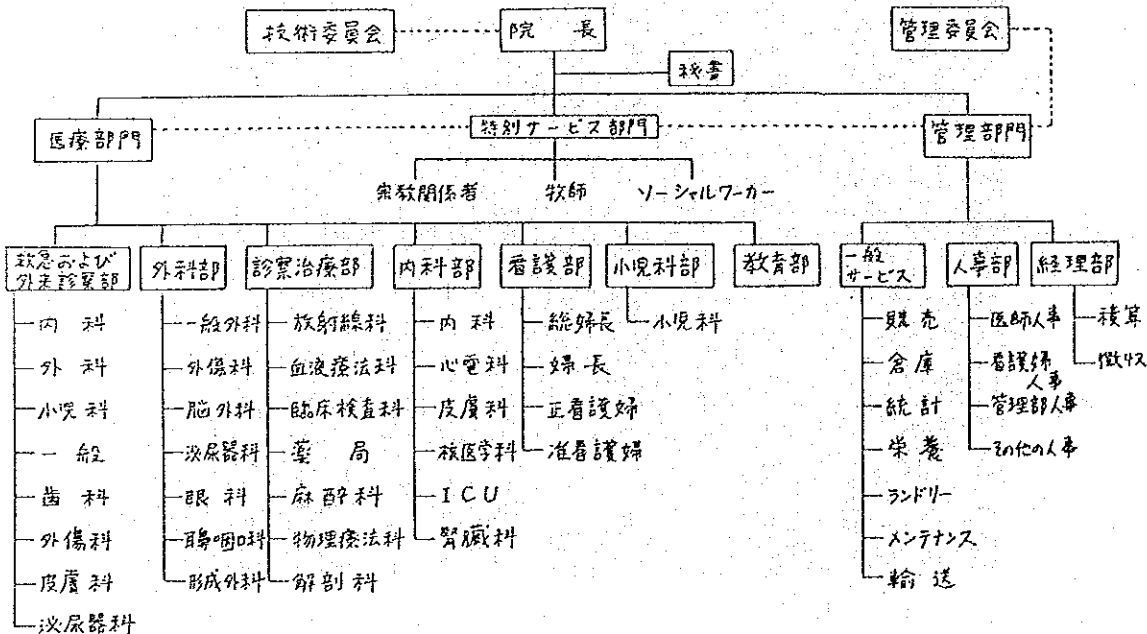 技術委員会
院 長
管理委員会
秘書
医療部門
特別サービス部門
管理部門
宗教関係者
牧師
ソーシャルワーカー
救急および
外来診察部
外科部
診察治療部
内科部
看護部
小児科部
教育部
一般
サービス
人事部
経理部
内 科
外 科
小児科
一 般
歯 科
外傷科
皮膚科
泌尿器科
一般外科
外傷科
脳外科
泌尿器科
眼 科
耳鼻咽口科
形成外科
放射線科
血液療法科
臨床検査科
薬 局
麻酔科
物理療法科
解剖科
内 科
心電科
皮膚科
核医学科
ICU
腎臓科
総婦長
婦長
正看護婦
准看護婦
小児科
販売
倉庫
統計
栄養
ランドリー
メンテナンス
輸送
医師人事
看護婦
人事
管理部人事
その他の人事
積算
徴収